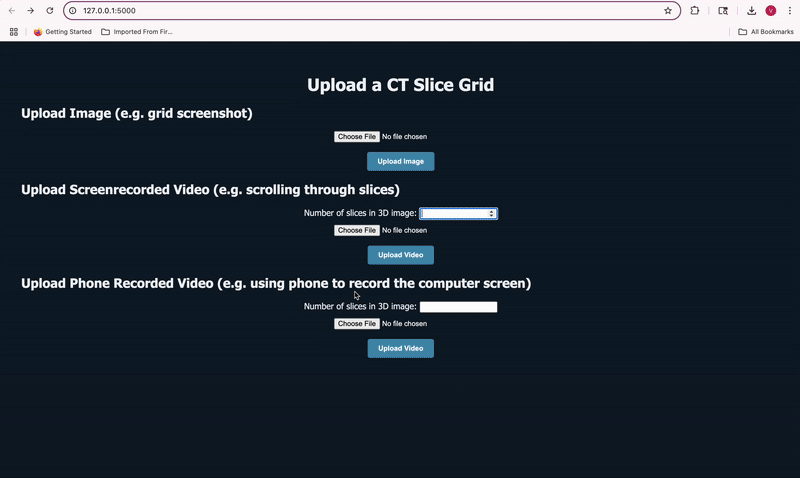 127.0.0.1:5000
V
Getting Started
Imported From Fir...
All Bookmarks
Upload a CT Slice Grid
Upload Image (e.g. grid screenshot)
Choose File No file chosen
Upload Image
Upload Screenrecorded Video (e.g. scrolling through slices)
Number of slices in 3D image:
Choose File No file chosen
Upload Video
Upload Phone Recorded Video (e.g. using phone to record the computer screen)
Number of slices in 3D image:
Choose File No file chosen
Upload Video